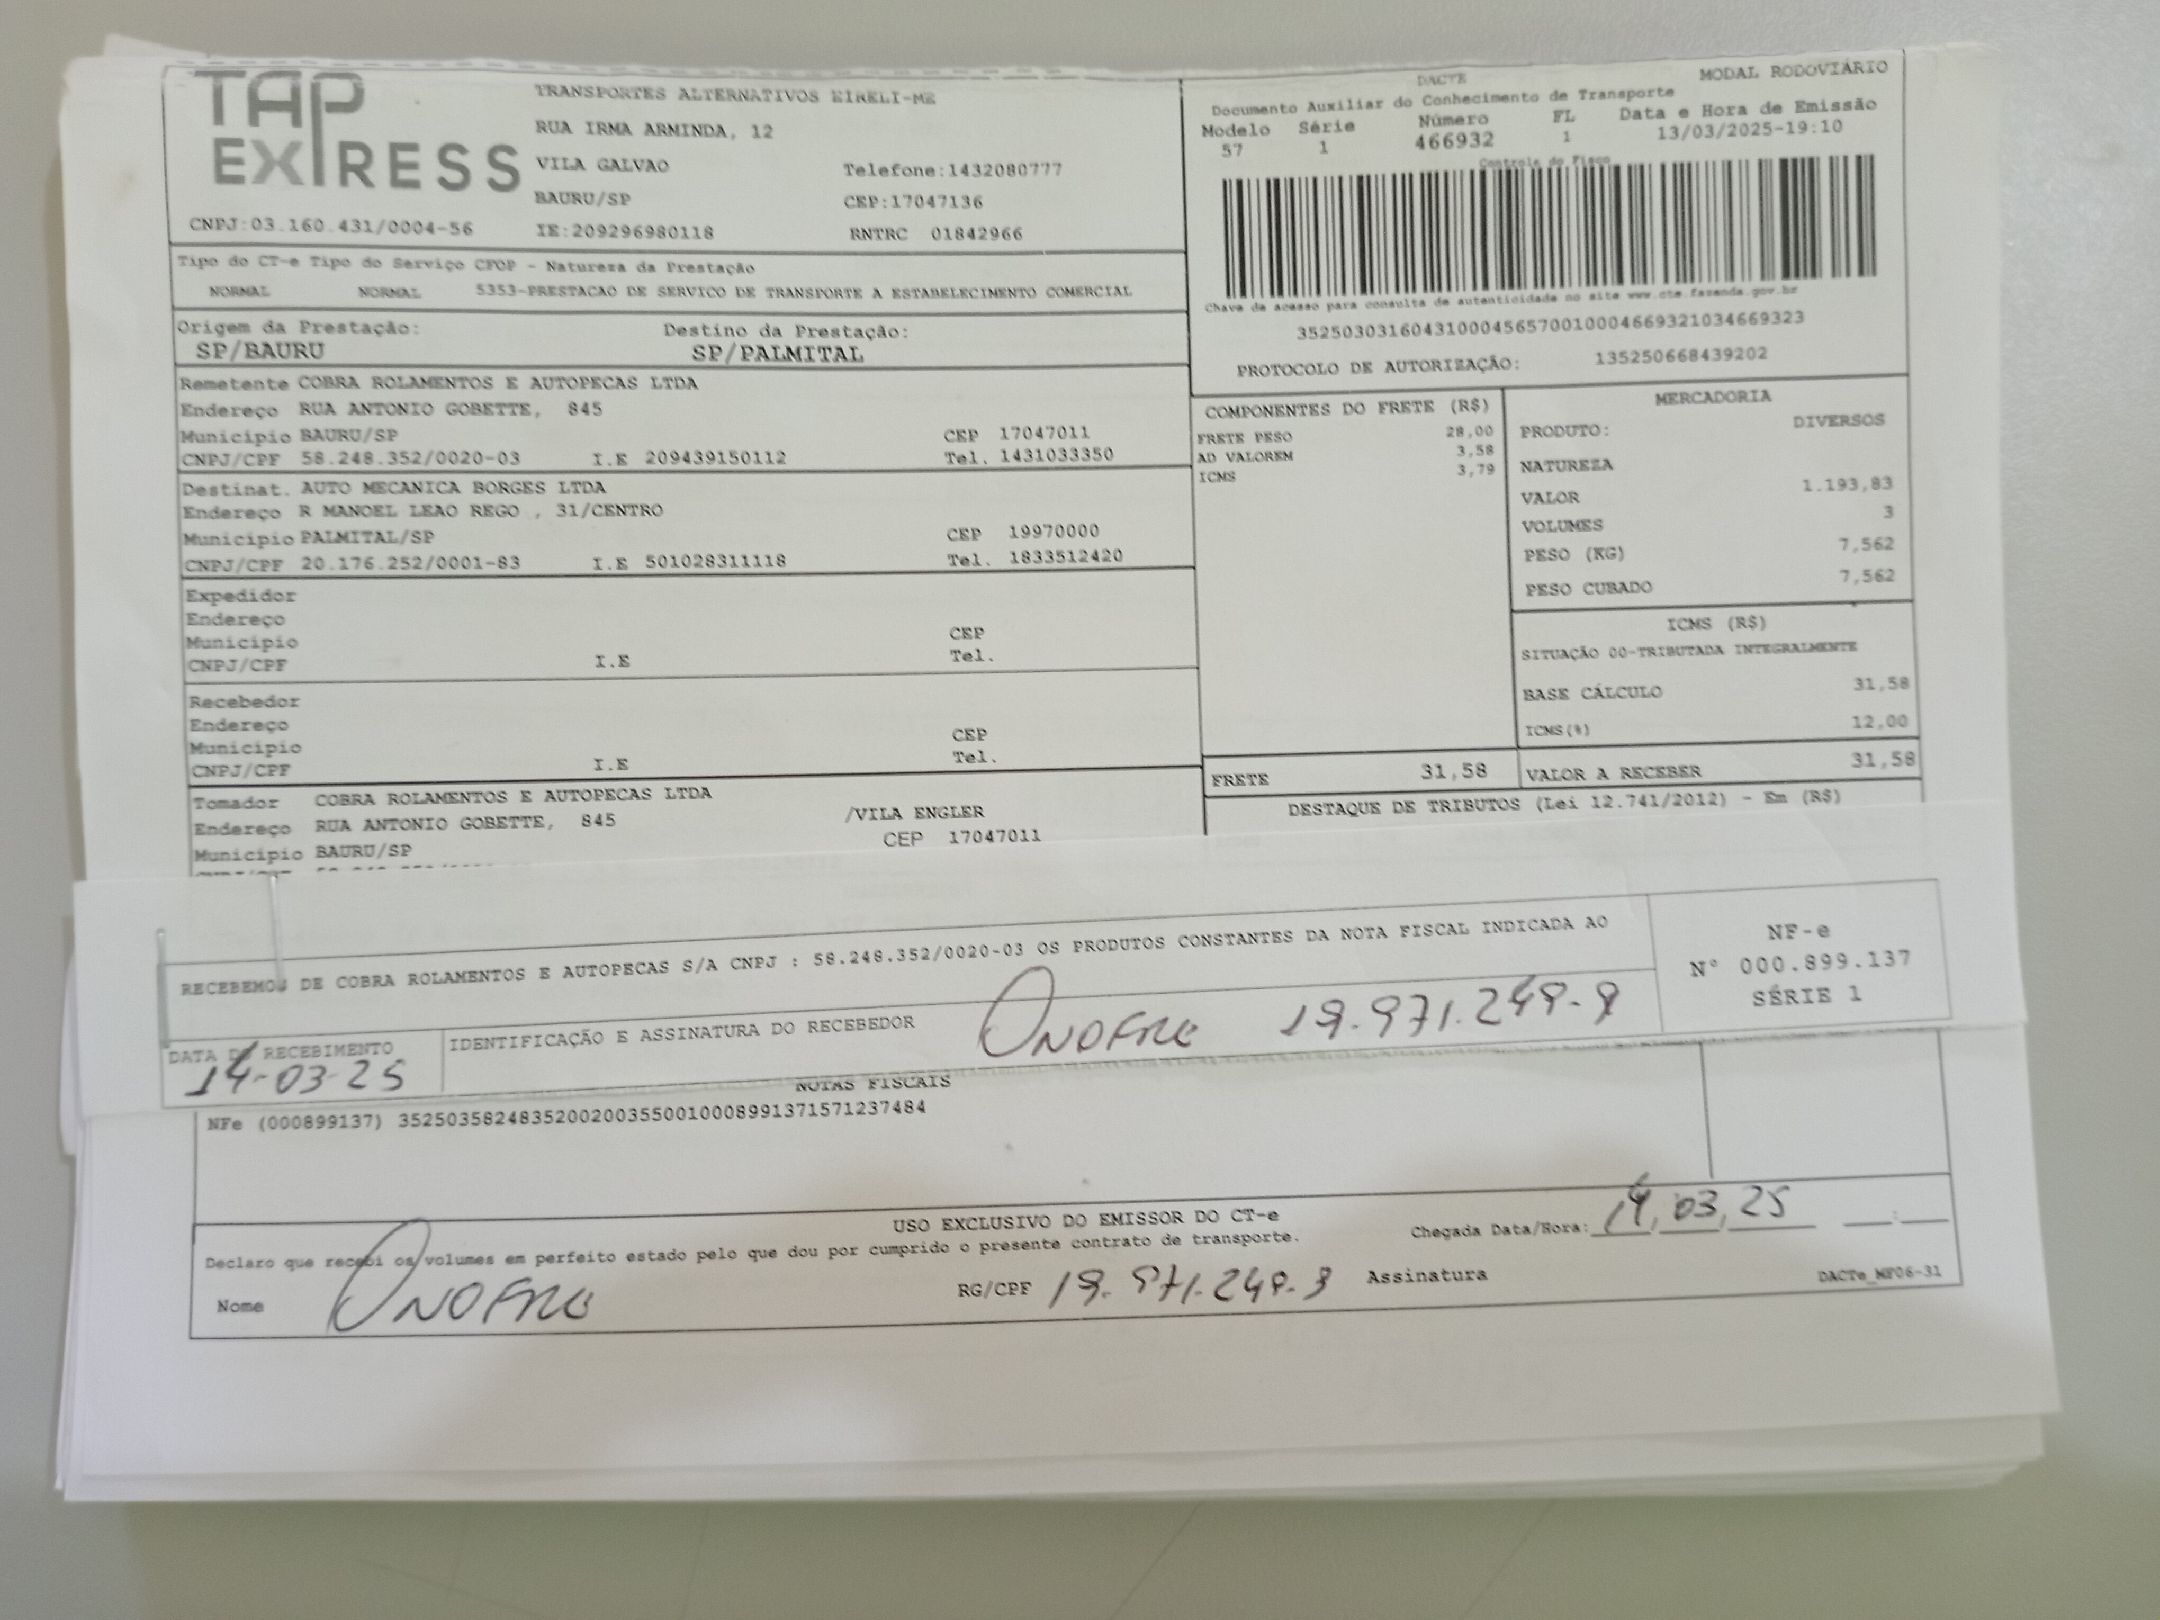 TAP EXPRESS
TRANSPORTES ALTERNATIVOS EIRELI-ME
RUA IRMA ARMINDA, 12
VILA GALVAO Telefone:1432080777
BAURU/SP CEP:17047136
CNPJ:03.160.431/0004-56 IE:209296980118 RNTRC 01842966
DACTE MODAL RODOVIÁRIO
Documento Auxiliar do Conhecimento de Transporte
Modelo Série Número FL Data e Hora de Emissão
57 1 466932 1 13/03/2025-19:10
Controle do Fisco
Chave de acesso para consulta de autenticidade no site www.cte.fazenda.gov.br
35250303160431000456570010004669321034669323
PROTOCOLO DE AUTORIZAÇÃO: 135250668439202
Tipo do CT-e Tipo do Serviço CFOP - Natureza da Prestação
NORMAL NORMAL 5353-PRESTACAO DE SERVICO DE TRANSPORTE A ESTABELECIMENTO COMERCIAL
Origem da Prestação: Destino da Prestação:
SP/BAURU SP/PALMITAL
Remetente COBRA ROLAMENTOS E AUTOPECAS LTDA
Endereço RUA ANTONIO GOBETTE, 845
Município BAURU/SP CEP 17047011
CNPJ/CPF 58.248.352/0020-03 I.E 209439150112 Tel. 1431033350
Destinat. AUTO MECANICA BORGES LTDA
Endereço R MANOEL LEAO REGO , 31/CENTRO
Município PALMITAL/SP CEP 19970000
CNPJ/CPF 20.176.252/0001-83 I.E 501028311118 Tel. 1833512420
Expedidor
Endereço
Município CEP
CNPJ/CPF I.E Tel.
Recebedor
Endereço
Município CEP
CNPJ/CPF I.E Tel.
Tomador COBRA ROLAMENTOS E AUTOPECAS LTDA
Endereço RUA ANTONIO GOBETTE, 845 /VILA ENGLER
Município BAURU/SP CEP 17047011
COMPONENTES DO FRETE (R$)
FRETE PESO 28,00
AD VALOREM 3,58
ICMS 3,79
FRETE 31,58
MERCADORIA
PRODUTO: DIVERSOS
NATUREZA
VALOR 1.193,83
VOLUMES 3
PESO (KG) 7,562
PESO CUBADO 7,562
ICMS (R$)
SITUAÇÃO 00-TRIBUTADA INTEGRALMENTE
BASE CÁLCULO 31,58
ICMS(%) 12,00
VALOR A RECEBER 31,58
DESTAQUE DE TRIBUTOS (Lei 12.741/2012) - Em (R$)
RECEBEMOS DE COBRA ROLAMENTOS E AUTOPECAS S/A CNPJ : 58.248.352/0020-03 OS PRODUTOS CONSTANTES DA NOTA FISCAL INDICADA AO
NF-e
N° 000.899.137
SÉRIE 1
DATA DE RECEBIMENTO IDENTIFICAÇÃO E ASSINATURA DO RECEBEDOR ONOFRE
14-03-25
NOTAS FISCAIS
NFe (000899137) 35250358248352002003550010008991371571237484
USO EXCLUSIVO DO EMISSOR DO CT-e
Declaro que recebi os volumes em perfeito estado pelo que dou por cumprido o presente contrato de transporte.
Chegada Data/Hora: 14, 03, 25
Nome ONOFRE RG/CPF Assinatura
DACTe_MF06-31